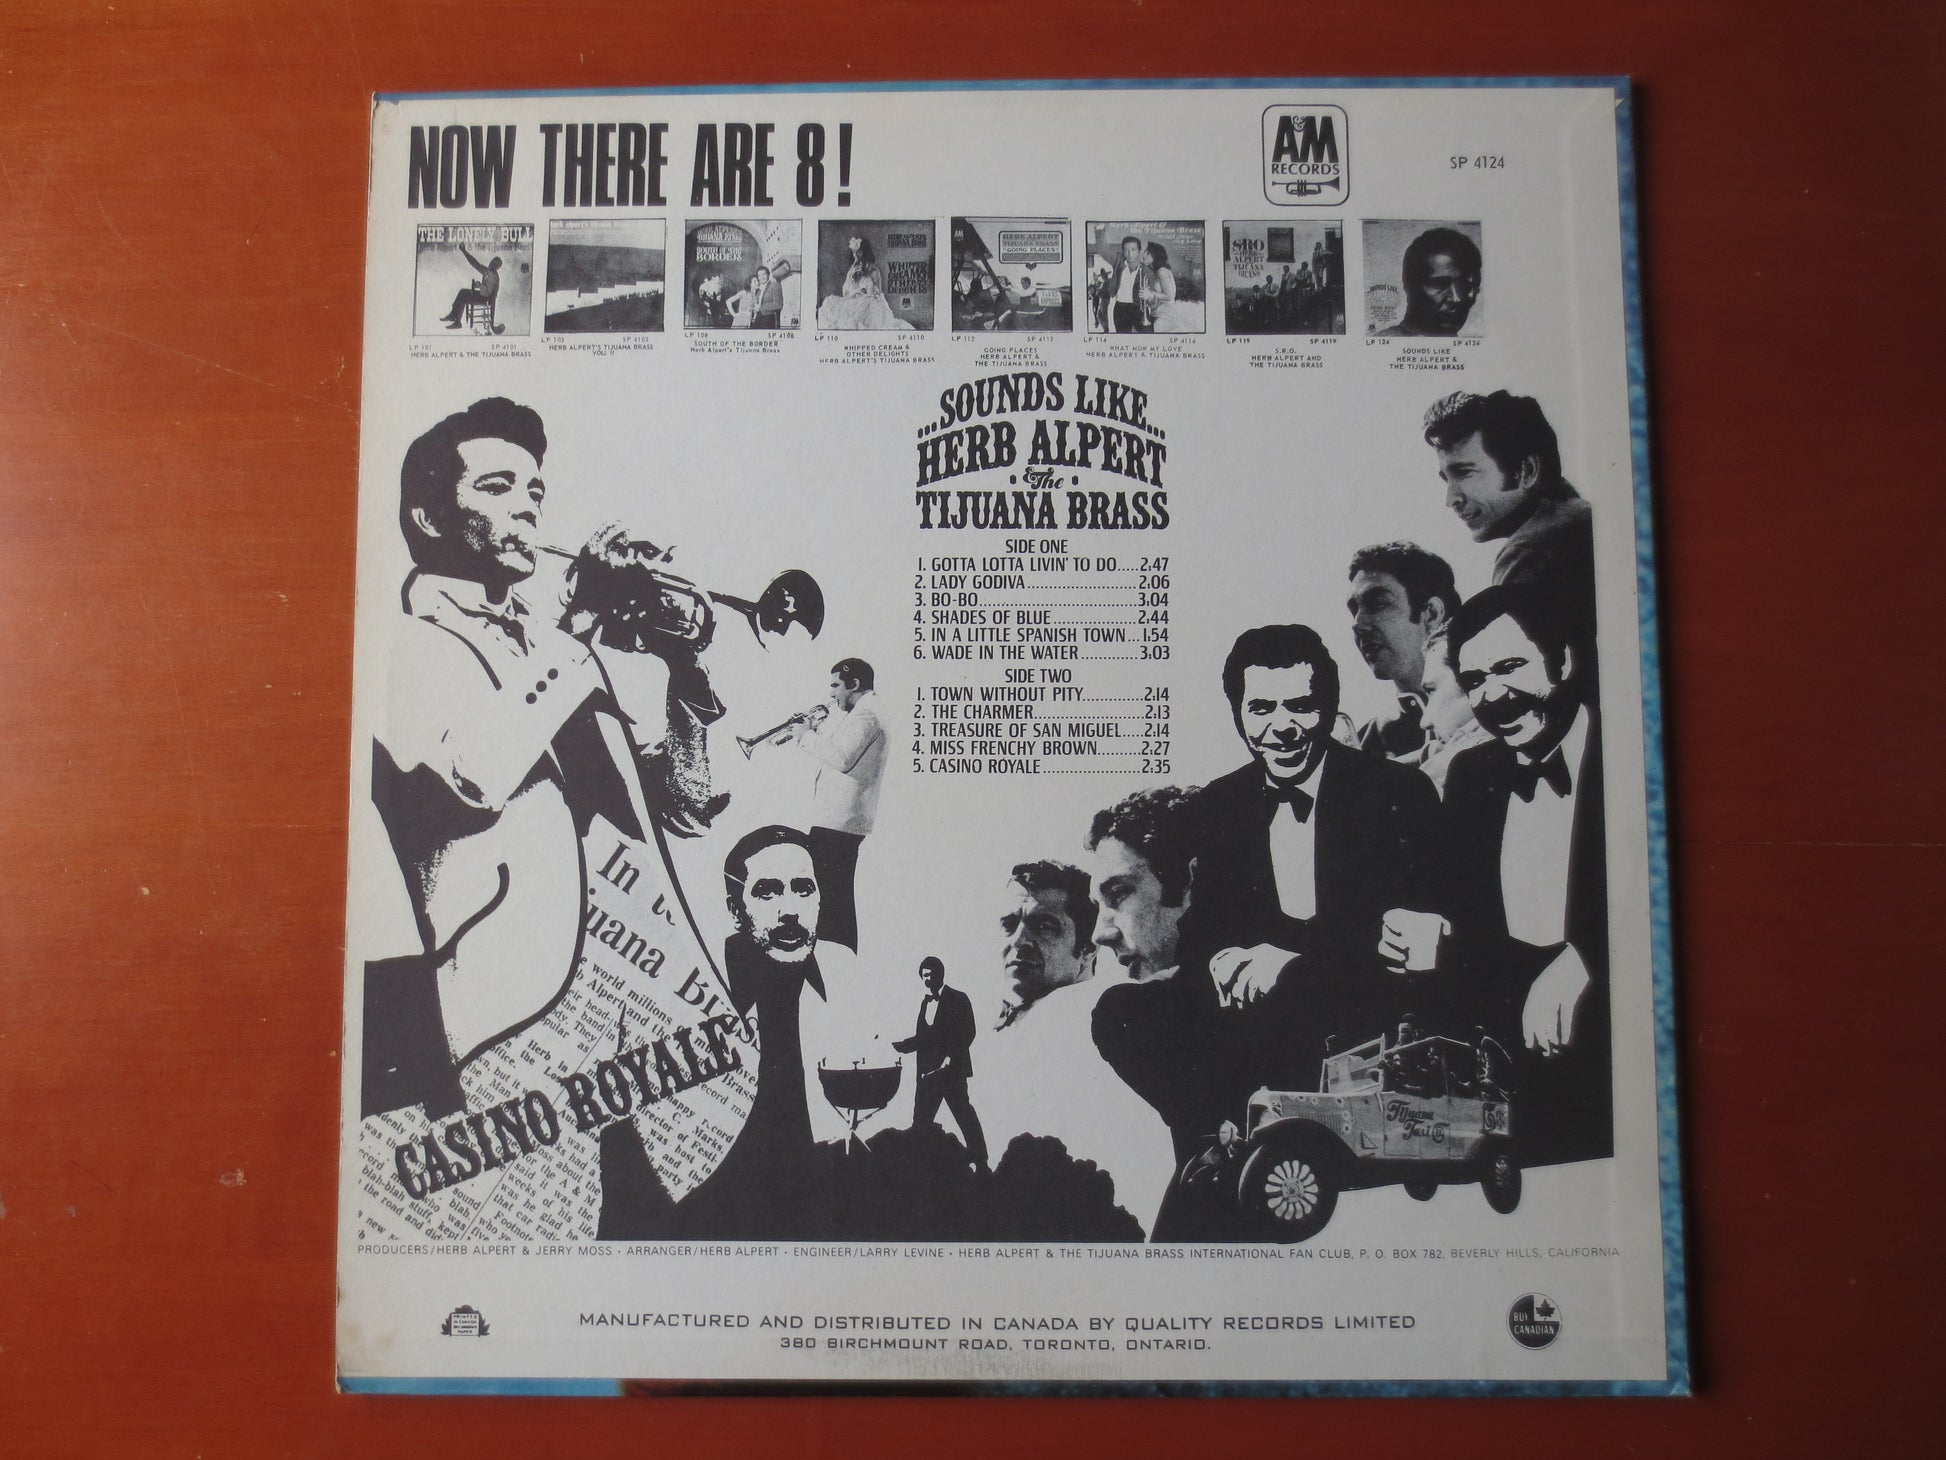 NOW THERE ARE 8!
A&M
RECORDS
SP 4124
THE LONELY BULL
LP 101 SP 4101
HERB ALPERT & THE TIJUANA BRASS
LP 103 SP 4103
HERB ALPERT'S TIJUANA BRASS
VOL. II
SOUTH OF THE
BORDER
LP 108 SP 4108
SOUTH OF THE BORDER
Herb Alpert's Tijuana Brass
LP 110 SP 4110
WHIPPED CREAM &
OTHER DELIGHTS
HERB ALPERT'S TIJUANA BRASS
HERB ALPERT
TIJUANA BRASS
GOING PLACES
LP 112 SP 4112
GOING PLACES
HERB ALPERT &
THE TIJUANA BRASS
LP 114 SP 4114
WHAT NOW MY LOVE
HERB ALPERT & TIJUANA BRASS
SRO
HERB
ALPERT
TIJUANA
BRASS
LP 119 SP 4119
S.R.O.
HERB ALPERT AND
THE TIJUANA BRASS
LP 124 SP 4124
SOUNDS LIKE
HERB ALPERT &
THE TIJUANA BRASS
...SOUNDS LIKE...
HERB ALPERT
& The
TIJUANA BRASS
SIDE ONE
1. GOTTA LOTTA LIVIN' TO DO.....2:47
2. LADY GODIVA......................2:06
3. BO-BO................................3:04
4. SHADES OF BLUE.................2:44
5. IN A LITTLE SPANISH TOWN...1:54
6. WADE IN THE WATER............3:03
SIDE TWO
1. TOWN WITHOUT PITY............2:14
2. THE CHARMER......................2:13
3. TREASURE OF SAN MIGUEL.....2:14
4. MISS FRENCHY BROWN.........2:27
5. CASINO ROYALE....................2:35
In
juana Brass
CASINO ROYALE
Tijuana
Taxi Co
PRODUCERS/HERB ALPERT & JERRY MOSS · ARRANGER/HERB ALPERT · ENGINEER/LARRY LEVINE · HERB ALPERT & THE TIJUANA BRASS INTERNATIONAL FAN CLUB, P. O. BOX 782, BEVERLY HILLS, CALIFORNIA
MANUFACTURED AND DISTRIBUTED IN CANADA BY QUALITY RECORDS LIMITED
380 BIRCHMOUNT ROAD, TORONTO, ONTARIO.
BUY
CANADIAN